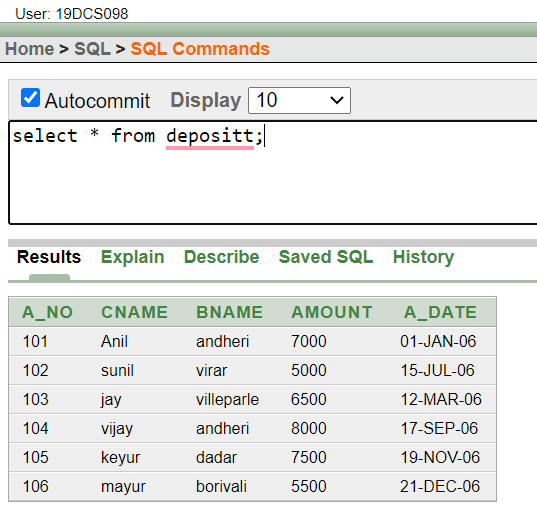 User: 19DCS098
Home > SQL > SQL Commands
Autocommit Display 10
select * from depositt;
Results Explain Describe Saved SQL History
A_NO CNAME BNAME AMOUNT A_DATE
101 Anil andheri 7000 01-JAN-06
102 sunil virar 5000 15-JUL-06
103 jay villeparle 6500 12-MAR-06
104 vijay andheri 8000 17-SEP-06
105 keyur dadar 7500 19-NOV-06
106 mayur borivali 5500 21-DEC-06